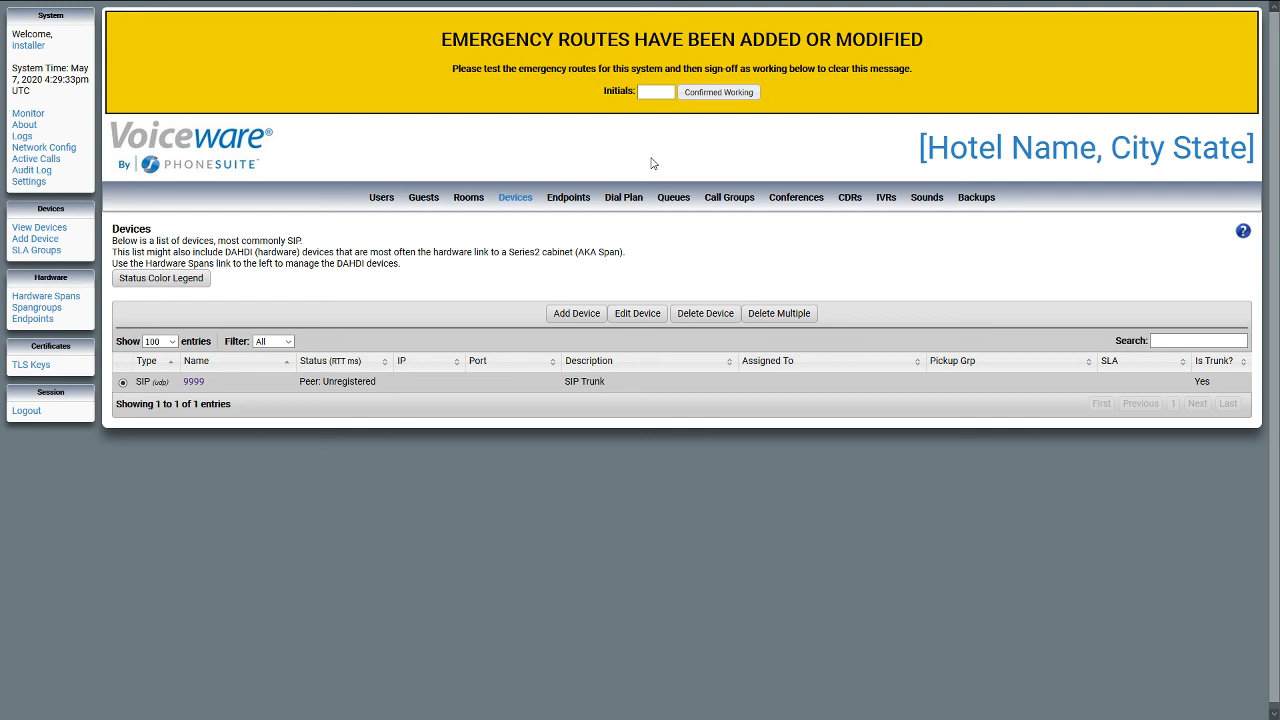 System
Welcome,
installer
System Time: May
7, 2020 4:29:33pm
UTC
Monitor
About
Logs
Network Config
Active Calls
Audit Log
Settings
Devices
View Devices
Add Device
SLA Groups
Hardware
Hardware Spans
Spangroups
Endpoints
Certificates
TLS Keys
Session
Logout
EMERGENCY ROUTES HAVE BEEN ADDED OR MODIFIED
Please test the emergency routes for this system and then sign-off as working below to clear this message.
Initials: Confirmed Working
Voiceware®
By PHONESUITE™
[Hotel Name, City State]
Users Guests Rooms Devices Endpoints Dial Plan Queues Call Groups Conferences CDRs IVRs Sounds Backups
Devices
Below is a list of devices, most commonly SIP.
This list might also include DAHDI (hardware) devices that are most often the hardware link to a Series2 cabinet (AKA Span).
Use the Hardware Spans link to the left to manage the DAHDI devices.
Status Color Legend
Add Device Edit Device Delete Device Delete Multiple
Show 100 entries Filter: All Search:
Type Name Status (RTT ms) IP Port Description Assigned To Pickup Grp SLA Is Trunk?
SIP (udp) 9999 Peer: Unregistered SIP Trunk Yes
Showing 1 to 1 of 1 entries First Previous 1 Next Last